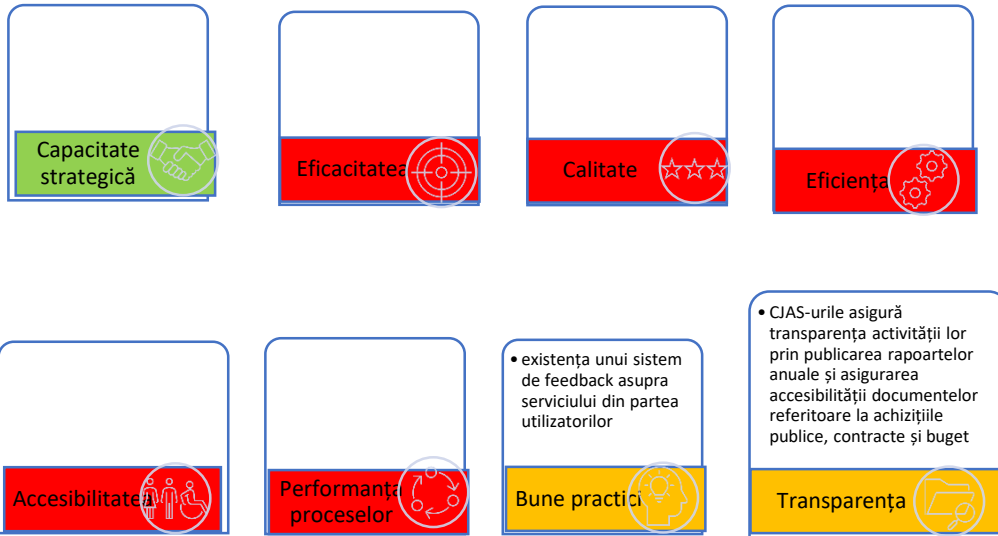 Capacitate
strategică
Eficacitatea
Calitate
Eficiența
• existența unui sistem
de feedback asupra
serviciului din partea
utilizatorilor
• CJAS-urile asigură
transparența activității lor
prin publicarea rapoartelor
anuale și asigurarea
accesibilității documentelor
referitoare la achizițiile
publice, contracte și buget
Accesibilitatea
Performanța
proceselor
Bune practici
Transparența